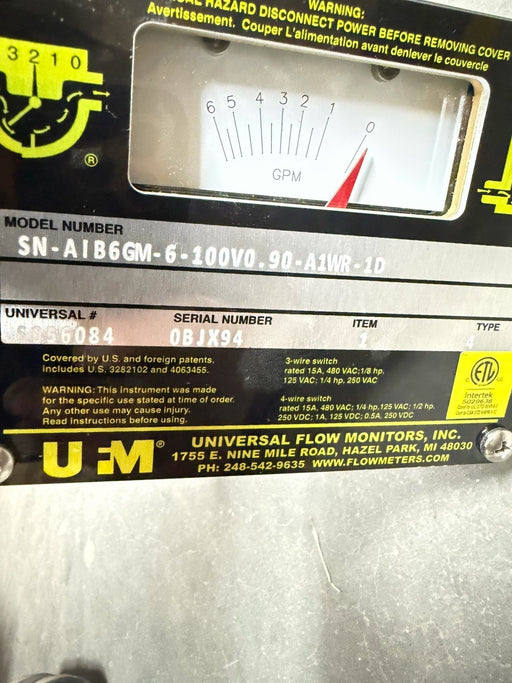 WARNING:
HAZARD DISCONNECT POWER BEFORE REMOVING COVER
Avertissement. Couper L'alimentation avant denlever le couvercle
3 2 1 0
6 5 4 3 2 1 0
GPM
®
MODEL NUMBER
SN-AIB6GM-6-100V0.90-A1WR-1D
UNIVERSAL # SERIAL NUMBER ITEM TYPE
0BJX94 1 4
Covered by U.S. and foreign patents.
includes U.S. 3282102 and 4063455.
WARNING: This instrument was made
for the specific use stated at time of order.
Any other use may cause injury.
Read instructions before using.
3-wire switch
rated 15A, 480 VAC:1/8 hp.
125 VAC; 1/4 hp, 250 VAC
4-wire switch
rated 15A, 480 VAC; 1/4 hp,125 VAC; 1/2 hp.
250 VDC: 1A, 125 VDC; 0.5A, 250 VDC
ETL
C US
Intertek
UFM®
UNIVERSAL FLOW MONITORS, INC.
1755 E. NINE MILE ROAD, HAZEL PARK, MI 48030
PH: 248-542-9635 WWW.FLOWMETERS.COM